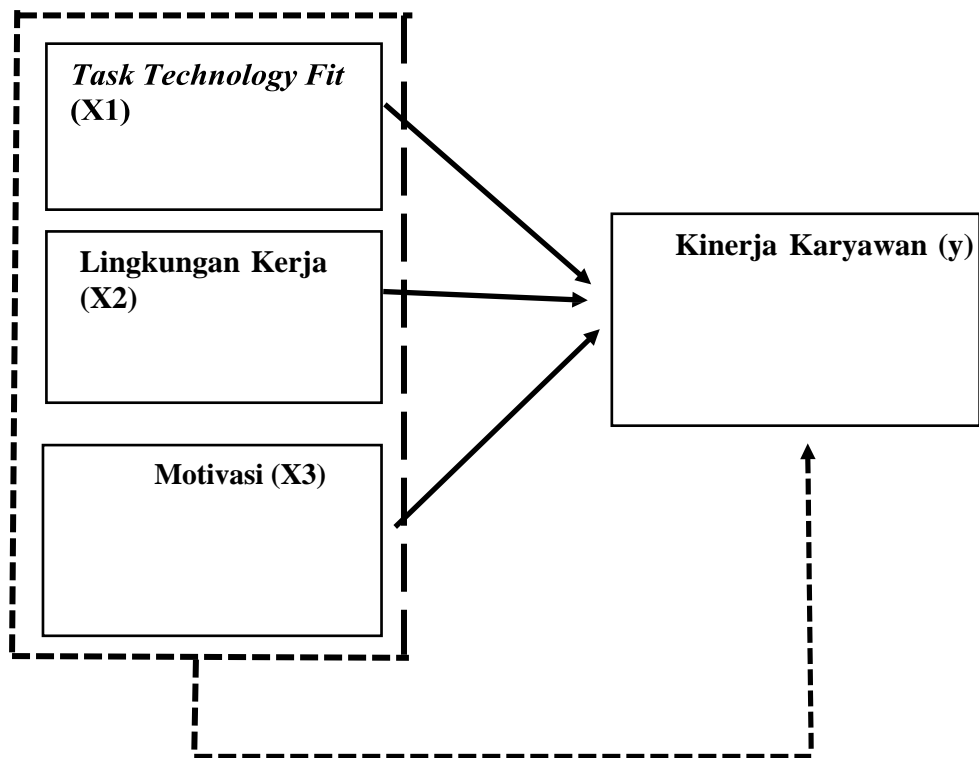 Task Technology Fit
(X1)
Lingkungan Kerja
(X2)
Motivasi (X3)
Kinerja Karyawan (y)